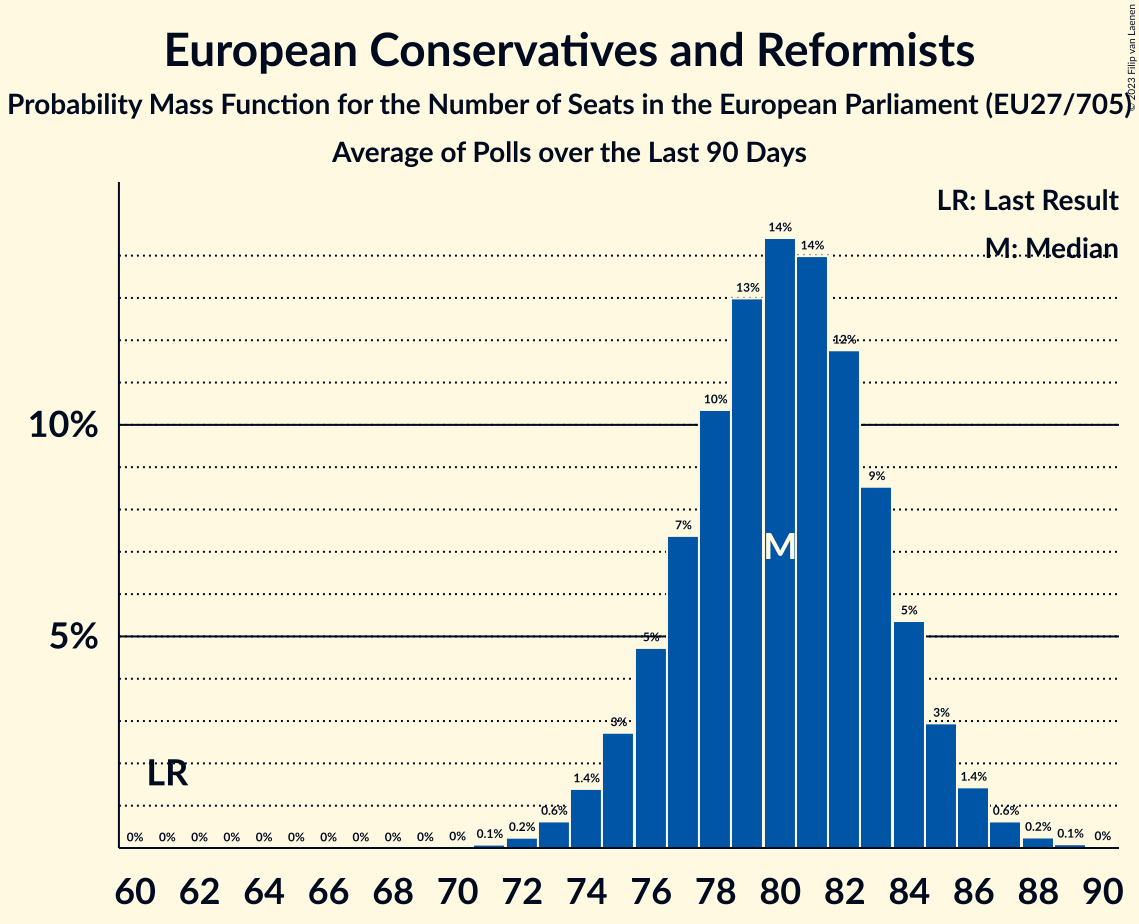 European Conservatives and Reformists
Probability Mass Function for the Number of Seats in the European Parliament (EU27/705)
Average of Polls over the Last 90 Days
© 2023 Filip van Laenen
LR: Last Result
M: Median
14%
14%
13%
12%
10%
10%
9%
7%
M
5%
5%
5%
3%
3%
LR
1.4%
1.4%
0.6%
0.6%
0% 0% 0% 0% 0% 0% 0% 0% 0% 0% 0% 0.1% 0.2% 0.2% 0.1% 0%
60 62 64 66 68 70 72 74 76 78 80 82 84 86 88 90